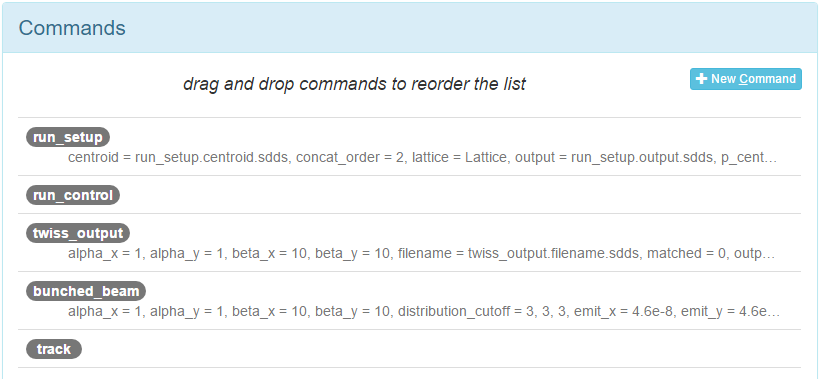 Commands
drag and drop commands to reorder the list
New Command
run_setup
centroid = run_setup.centroid.sdds, concat_order = 2, lattice = Lattice, output = run_setup.output.sdds, p_cent…
run_control
twiss_output
alpha_x = 1, alpha_y = 1, beta_x = 10, beta_y = 10, filename = twiss_output.filename.sdds, matched = 0, outp…
bunched_beam
alpha_x = 1, alpha_y = 1, beta_x = 10, beta_y = 10, distribution_cutoff = 3, 3, 3, emit_x = 4.6e-8, emit_y = 4.6e…
track